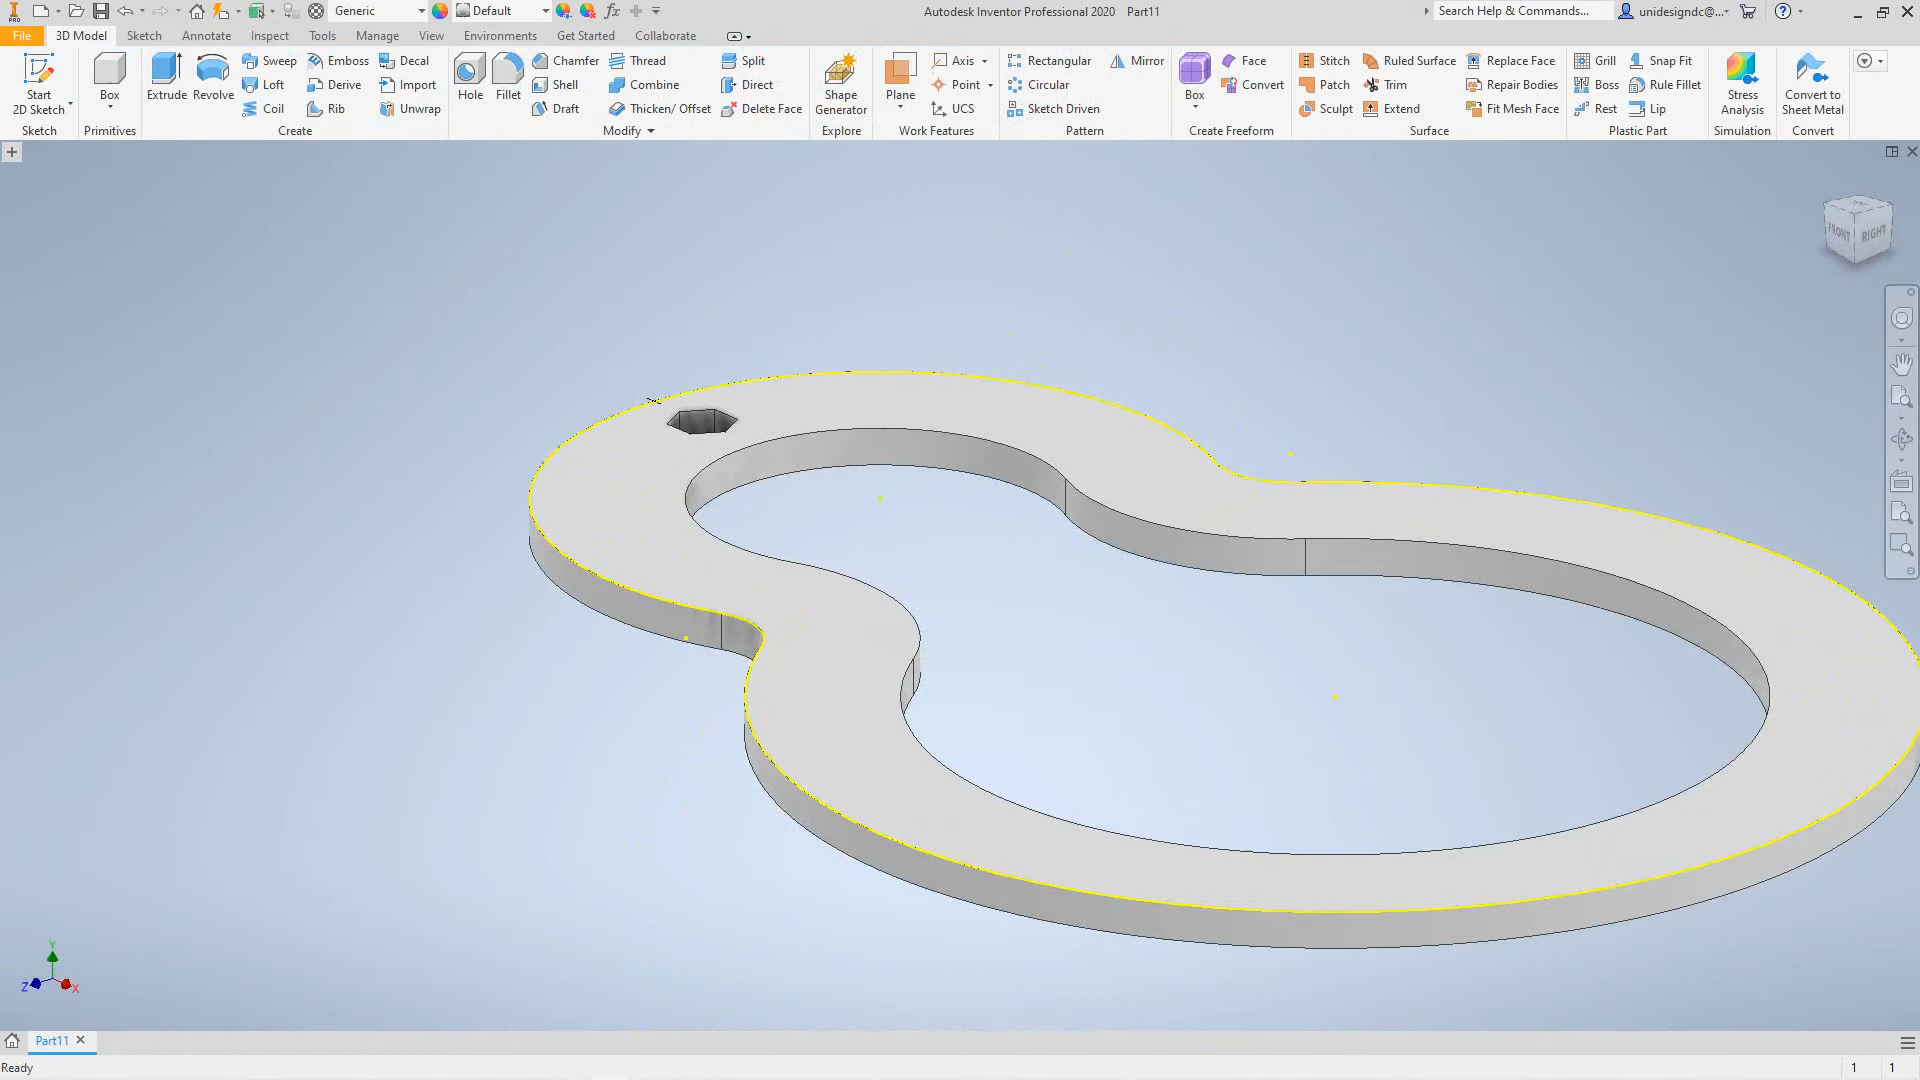 PRO Generic Default fx Autodesk Inventor Professional 2020 Part11 Search Help & Commands... unidesigndc@...
File 3D Model Sketch Annotate Inspect Tools Manage View Environments Get Started Collaborate
Start 2D Sketch
Sketch
Box
Primitives
Extrude Revolve
Sweep Emboss Decal
Loft Derive Import
Coil Rib Unwrap
Create
Hole Fillet
Chamfer Thread Split
Shell Combine Direct
Draft Thicken/ Offset Delete Face
Modify
Shape Generator
Explore
Plane
Axis
Point
UCS
Work Features
Rectangular Mirror
Circular
Sketch Driven
Pattern
Box
Face
Convert
Create Freeform
Stitch Ruled Surface Replace Face
Patch Trim Repair Bodies
Sculpt Extend Fit Mesh Face
Surface
Grill Snap Fit
Boss Rule Fillet
Rest Lip
Plastic Part
Stress Analysis
Simulation
Convert to Sheet Metal
Convert
FRONT RIGHT
Y
Z X
Part11
Ready 1 1